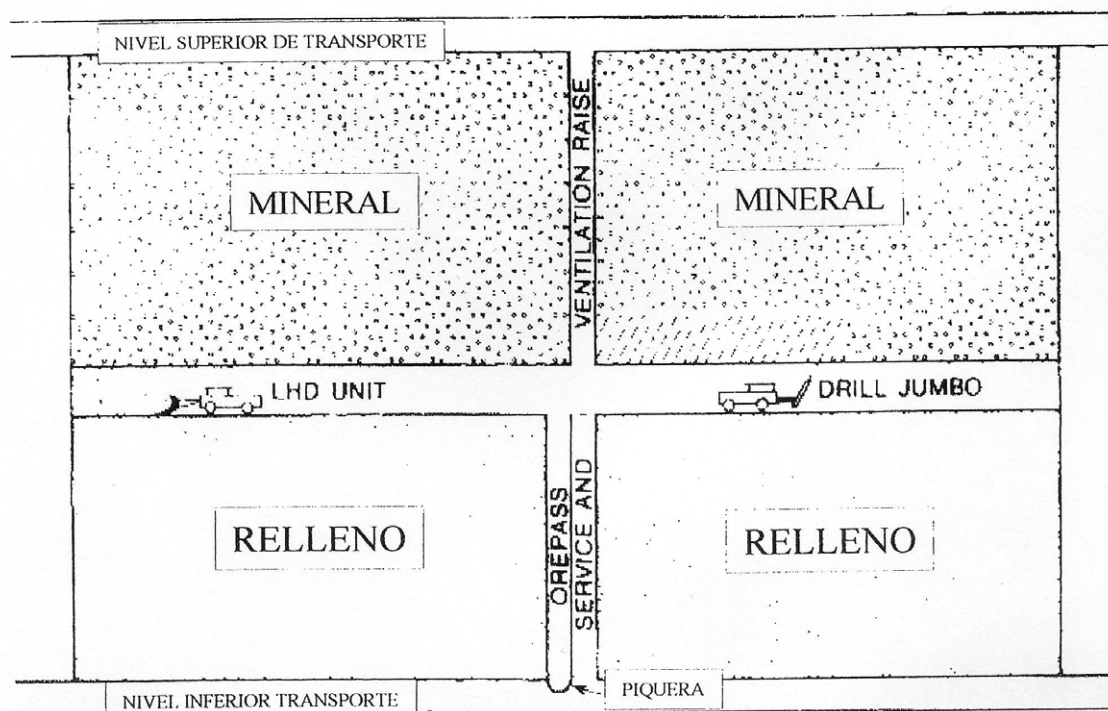 NIVEL SUPERIOR DE TRANSPORTE
MINERAL
VENTILATION RAISE
MINERAL
LHD UNIT
DRILL JUMBO
RELLENO
OREPASS
SERVICE AND
RELLENO
NIVEL INFERIOR TRANSPORTE
PIQUERA